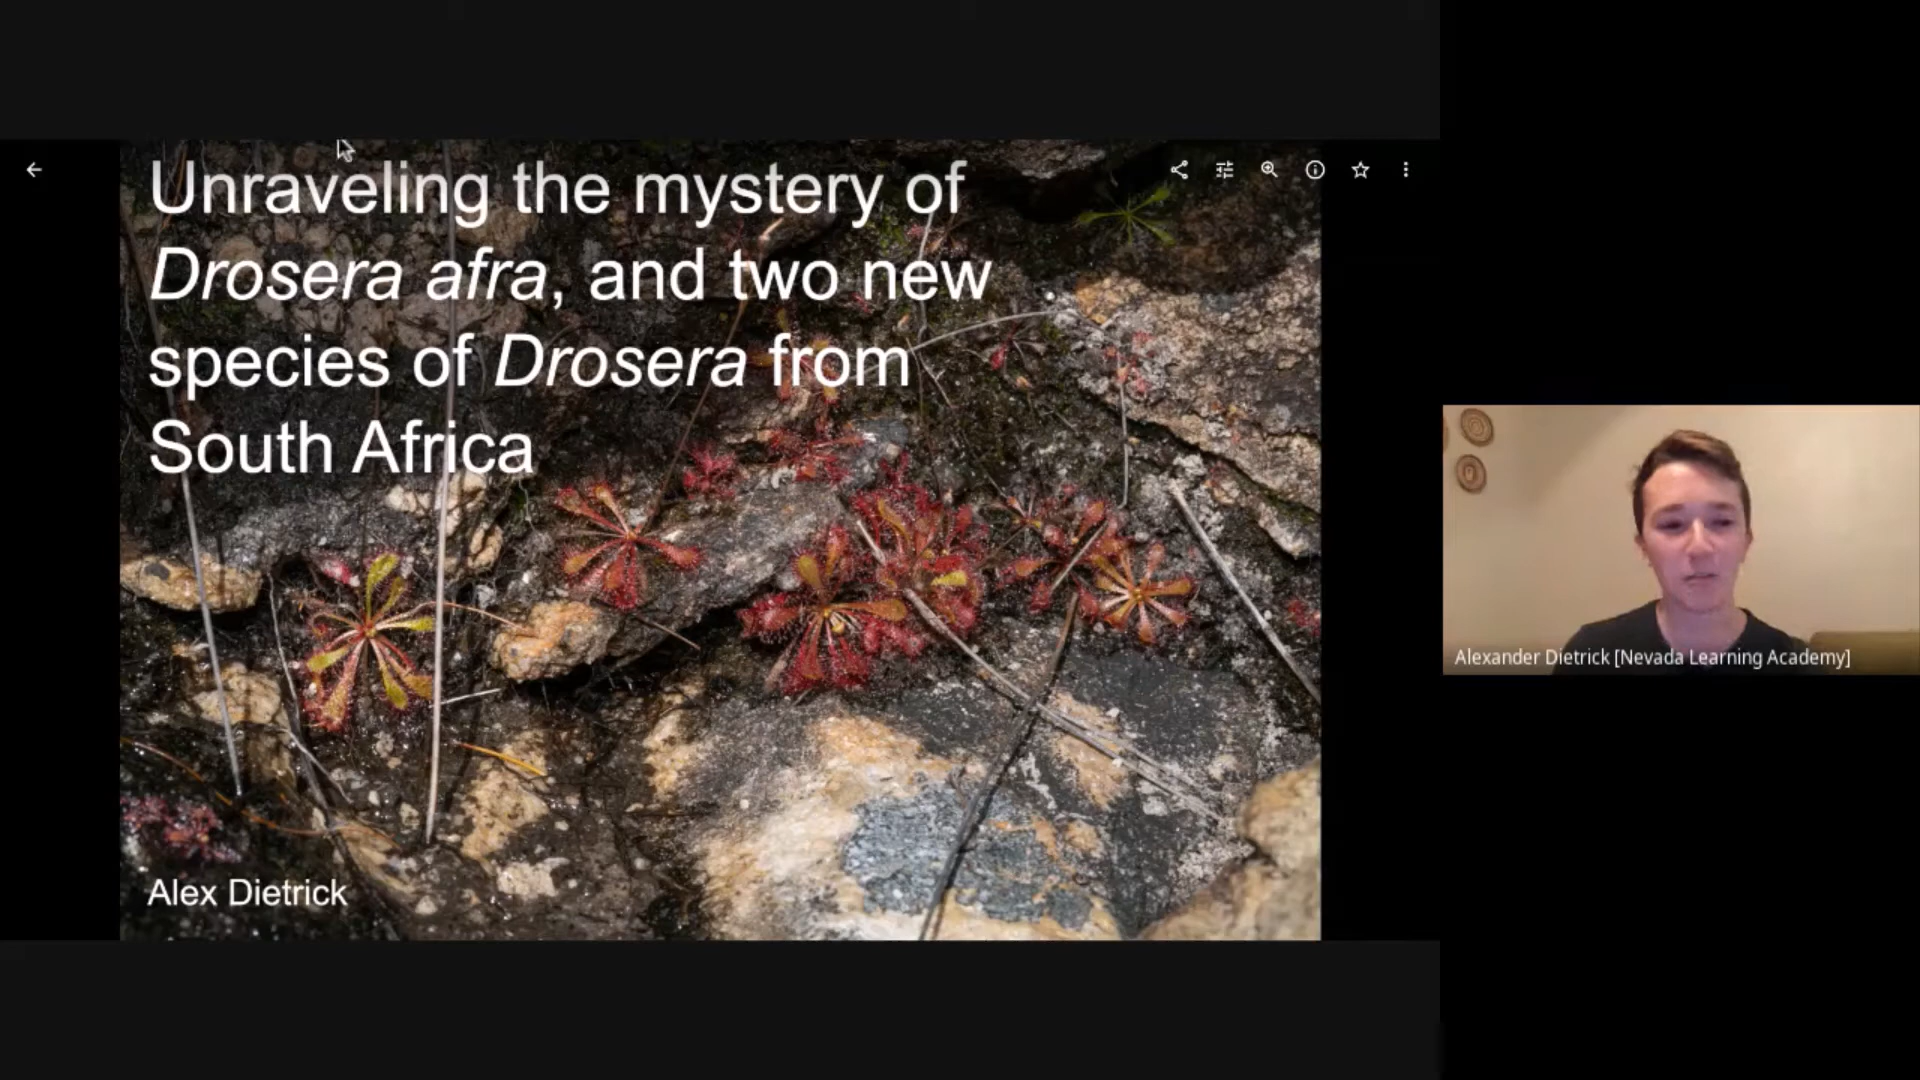 Unraveling the mystery of
Drosera afra, and two new
species of Drosera from
South Africa
Alex Dietrick
Alexander Dietrick [Nevada Learning Academy]